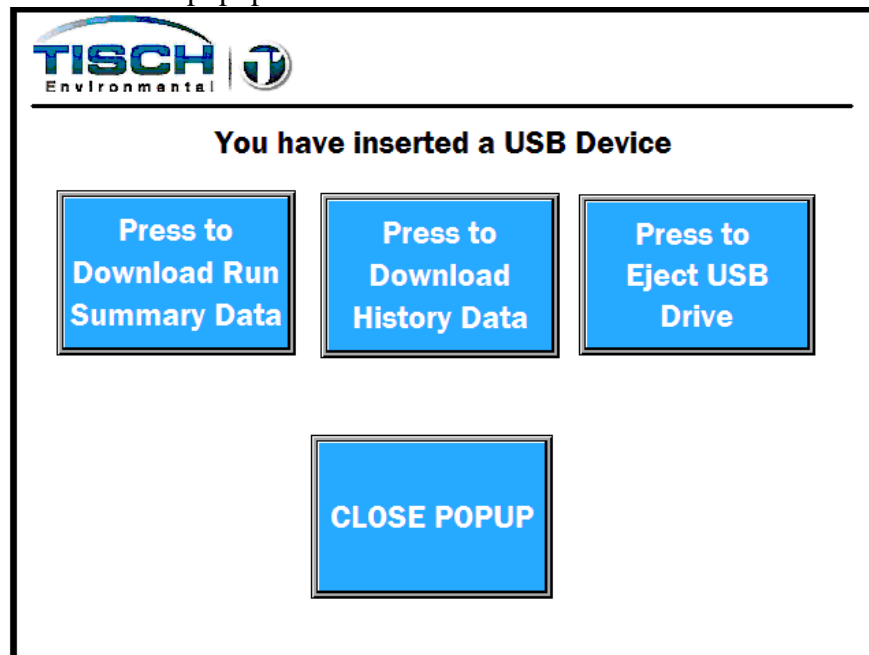 TISCH
Environmental
You have inserted a USB Device
Press to
Download Run
Summary Data
Press to
Download
History Data
Press to
Eject USB
Drive
CLOSE POPUP